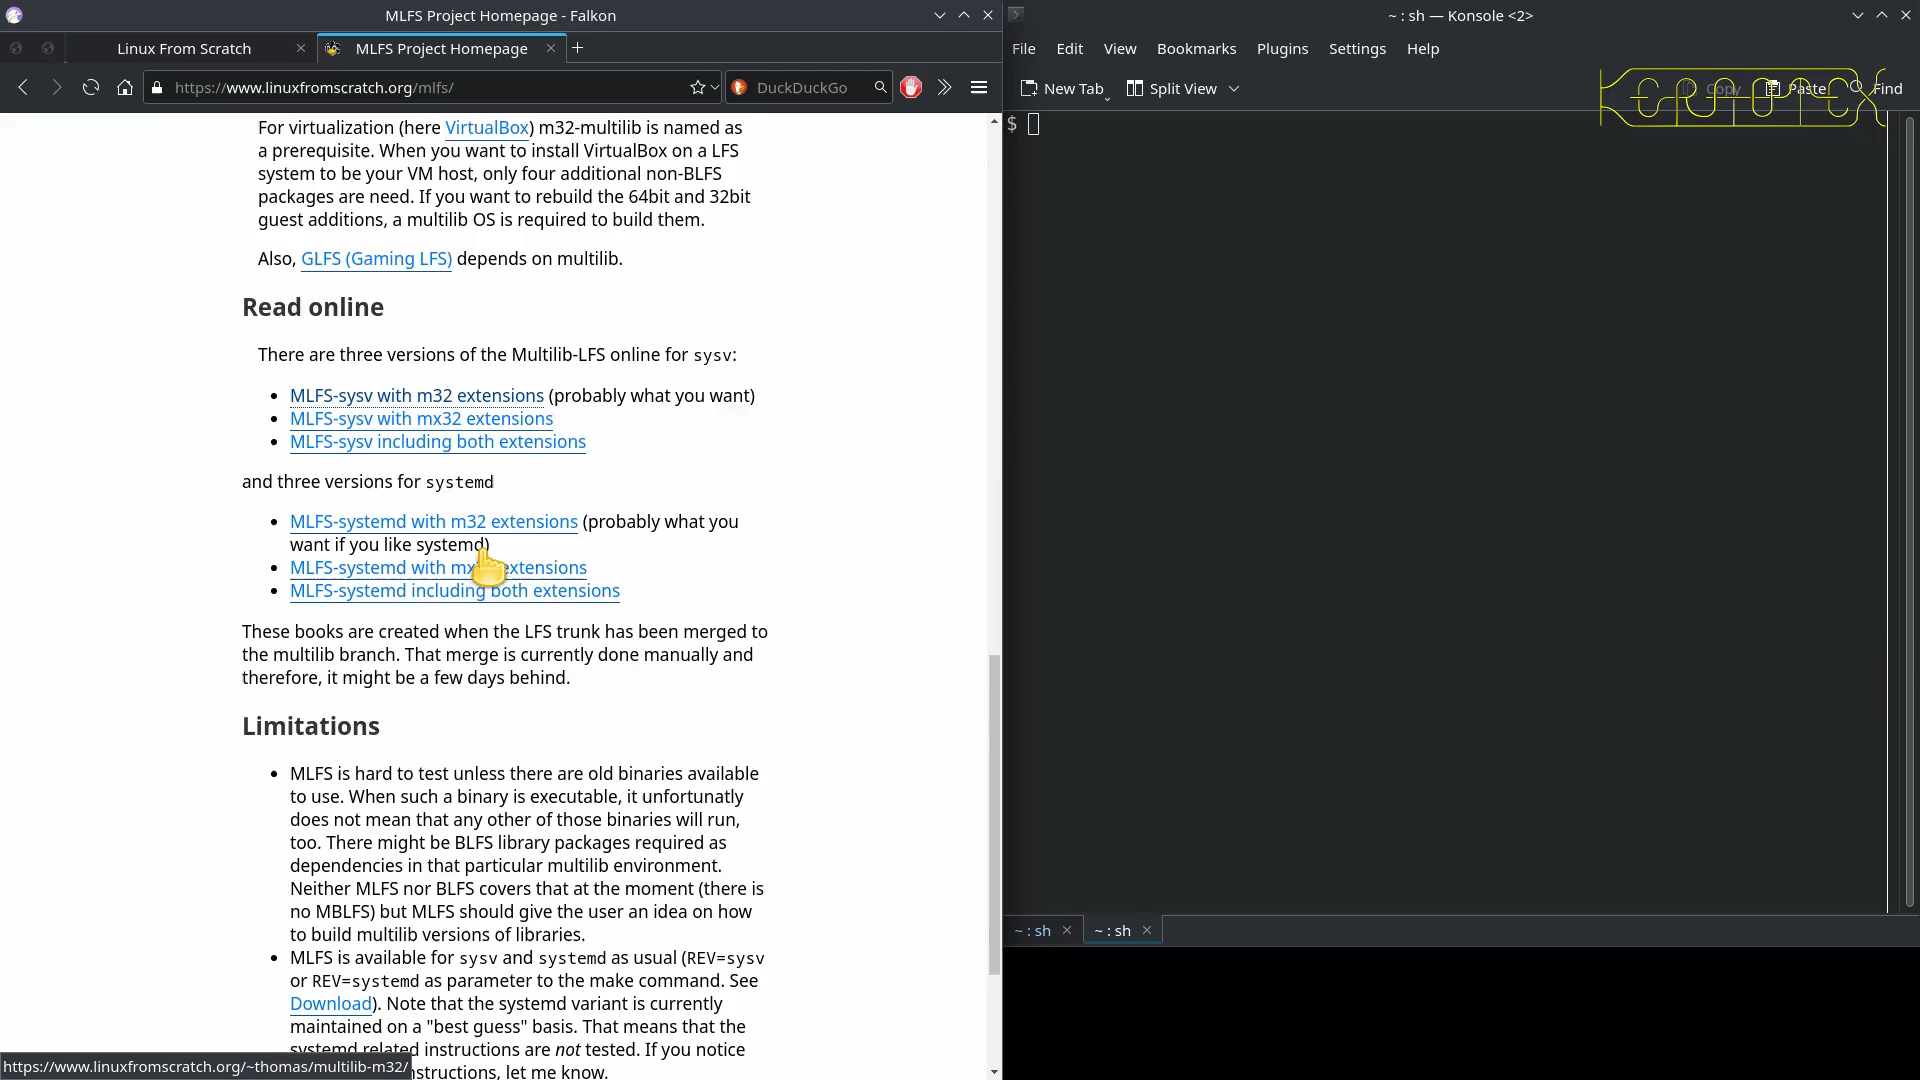 MLFS Project Homepage - Falkon
Linux From Scratch
MLFS Project Homepage
https://www.linuxfromscratch.org/mlfs/
DuckDuckGo
For virtualization (here VirtualBox) m32-multilib is named as
a prerequisite. When you want to install VirtualBox on a LFS
system to be your VM host, only four additional non-BLFS
packages are need. If you want to rebuild the 64bit and 32bit
guest additions, a multilib OS is required to build them.
Also, GLFS (Gaming LFS) depends on multilib.
Read online
There are three versions of the Multilib-LFS online for sysv:
• MLFS-sysv with m32 extensions (probably what you want)
• MLFS-sysv with mx32 extensions
• MLFS-sysv including both extensions
and three versions for systemd
• MLFS-systemd with m32 extensions (probably what you
want if you like systemd)
• MLFS-systemd with mx extensions
• MLFS-systemd including both extensions
These books are created when the LFS trunk has been merged to
the multilib branch. That merge is currently done manually and
therefore, it might be a few days behind.
Limitations
• MLFS is hard to test unless there are old binaries available
to use. When such a binary is executable, it unfortunatly
does not mean that any other of those binaries will run,
too. There might be BLFS library packages required as
dependencies in that particular multilib environment.
Neither MLFS nor BLFS covers that at the moment (there is
no MBLFS) but MLFS should give the user an idea on how
to build multilib versions of libraries.
• MLFS is available for sysv and systemd as usual (REV=sysv
or REV=systemd as parameter to the make command. See
Download). Note that the systemd variant is currently
maintained on a "best guess" basis. That means that the
systemd related instructions are not tested. If you notice
structions, let me know.
https://www.linuxfromscratch.org/~thomas/multilib-m32/
~ : sh — Konsole <2>
File Edit View Bookmarks Plugins Settings Help
New Tab Split View Copy Paste Find
$
~ : sh
~ : sh